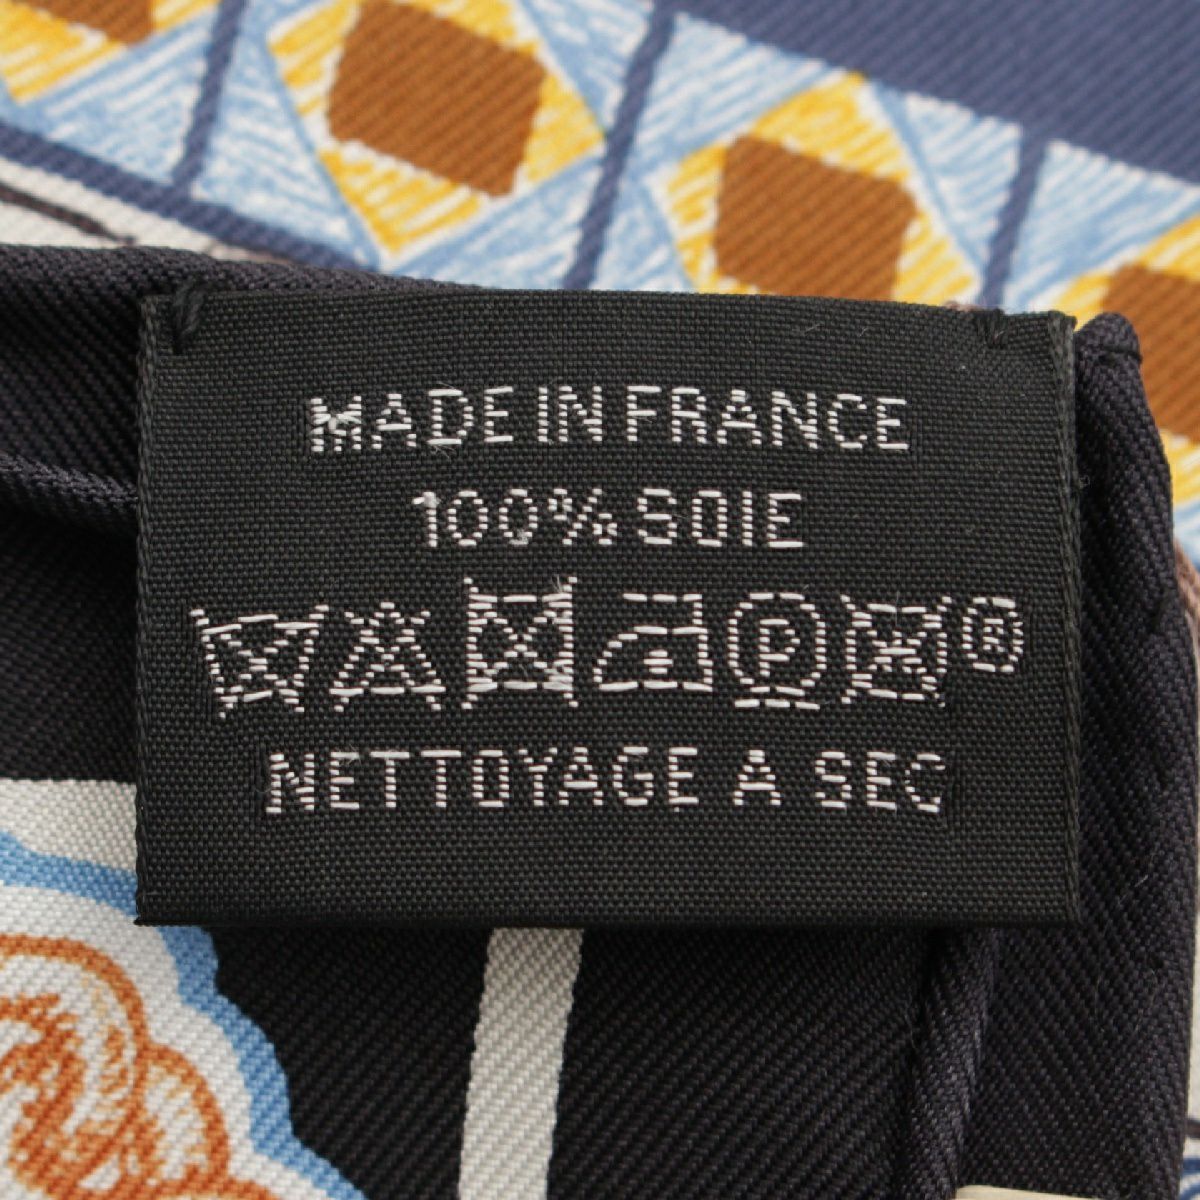 MADE IN FRANCE
100% SOIE
P ®
NETTOYAGE A SEC